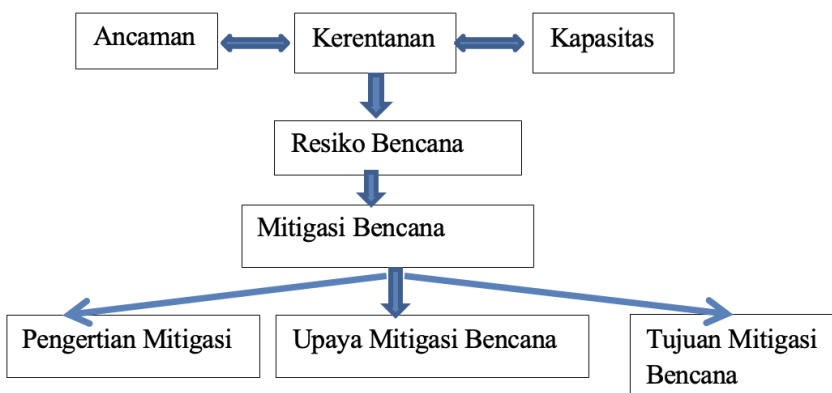 Ancaman
Kerentanan
Kapasitas
Resiko Bencana
Mitigasi Bencana
Pengertian Mitigasi
Upaya Mitigasi Bencana
Tujuan Mitigasi
Bencana